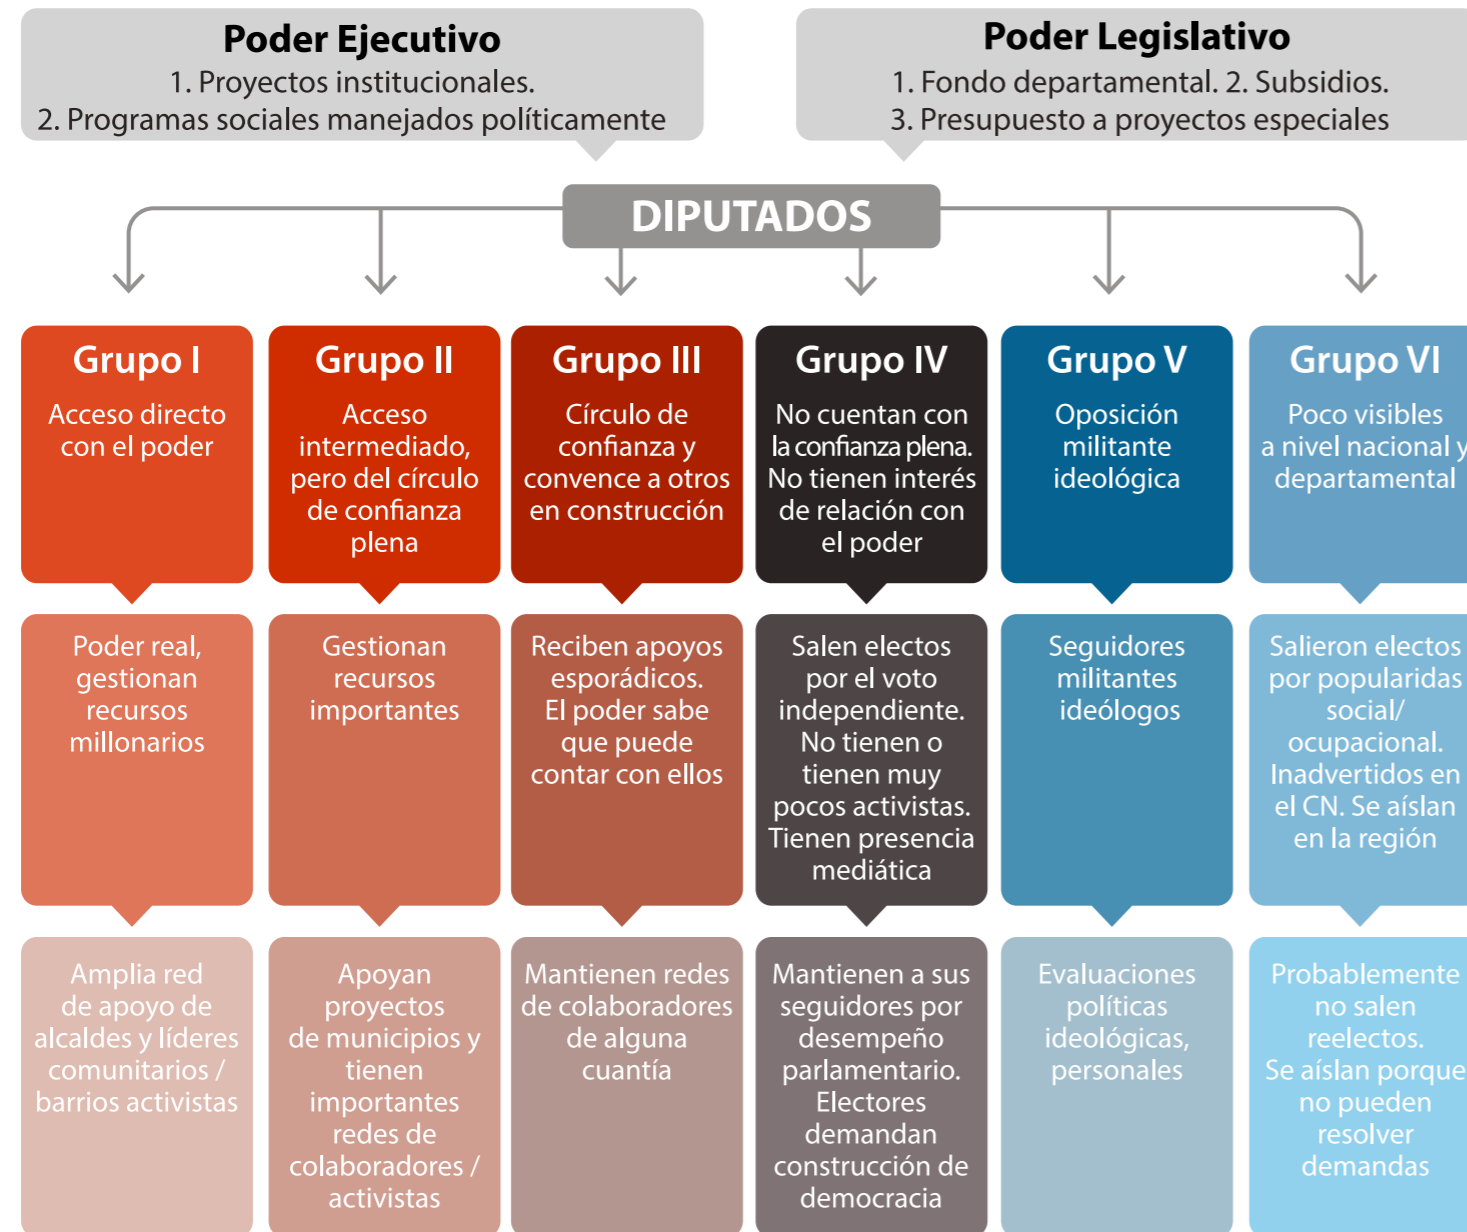 Poder Ejecutivo
1. Proyectos institucionales.
2. Programas sociales manejados políticamente
Poder Legislativo
1. Fondo departamental. 2. Subsidios.
3. Presupuesto a proyectos especiales
DIPUTADOS
Grupo I
Acceso directo
con el poder
Poder real,
gestionan
recursos
millonarios
Amplia red
de apoyo de
alcaldes y líderes
comunitarios /
barrios activistas
Grupo II
Acceso
intermediado,
pero del círculo
de confianza
plena
Gestionan
recursos
importantes
Apoyan
proyectos
de municipios y
tienen
importantes
redes de
colaboradores /
activistas
Grupo III
Círculo de
confianza y
convence a otros
en construcción
Reciben apoyos
esporádicos.
El poder sabe
que puede
contar con ellos
Mantienen redes
de colaboradores
de alguna
cuantía
Grupo IV
No cuentan con
la confianza plena.
No tienen interés
de relación con
el poder
Salen electos
por el voto
independiente.
No tienen o
tienen muy
pocos activistas.
Tienen presencia
mediática
Mantienen a sus
seguidores por
desempeño
parlamentario.
Electores
demandan
construcción de
democracia
Grupo V
Oposición
militante
ideológica
Seguidores
militantes
ideólogos
Evaluaciones
políticas
ideológicas,
personales
Grupo VI
Poco visibles
a nivel nacional y
departamental
Salieron electos
por popularidas
social/
ocupacional.
Inadvertidos en
el CN. Se aíslan
en la región
Probablemente
no salen
reelectos.
Se aíslan porque
no pueden
resolver
demandas